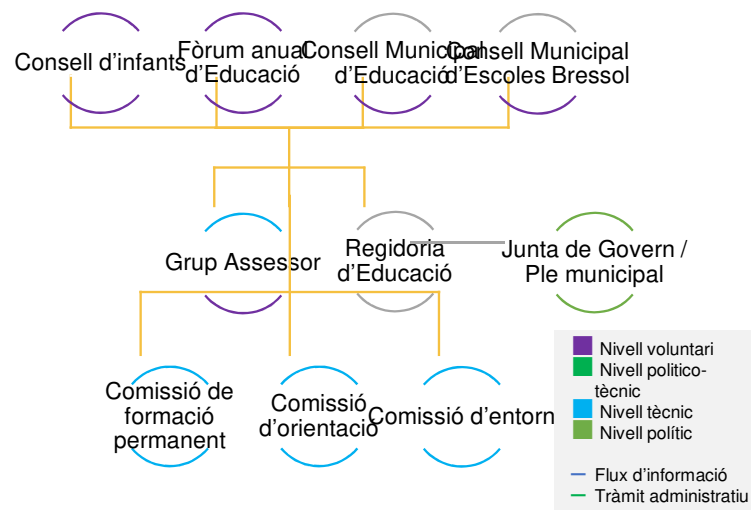 Consell d’infants
Fòrum anual
d’Educació
Consell Municipal
d’Educació
Consell Municipal
d’Escoles Bressol
Grup Assessor
Regidoria
d’Educació
Junta de Govern /
Ple municipal
Comissió de
formació
permanent
Comissió
d’orientació
Comissió d’entorn
Nivell voluntari
Nivell politico-
tècnic
Nivell tècnic
Nivell polític
Flux d’informació
Tràmit administratiu